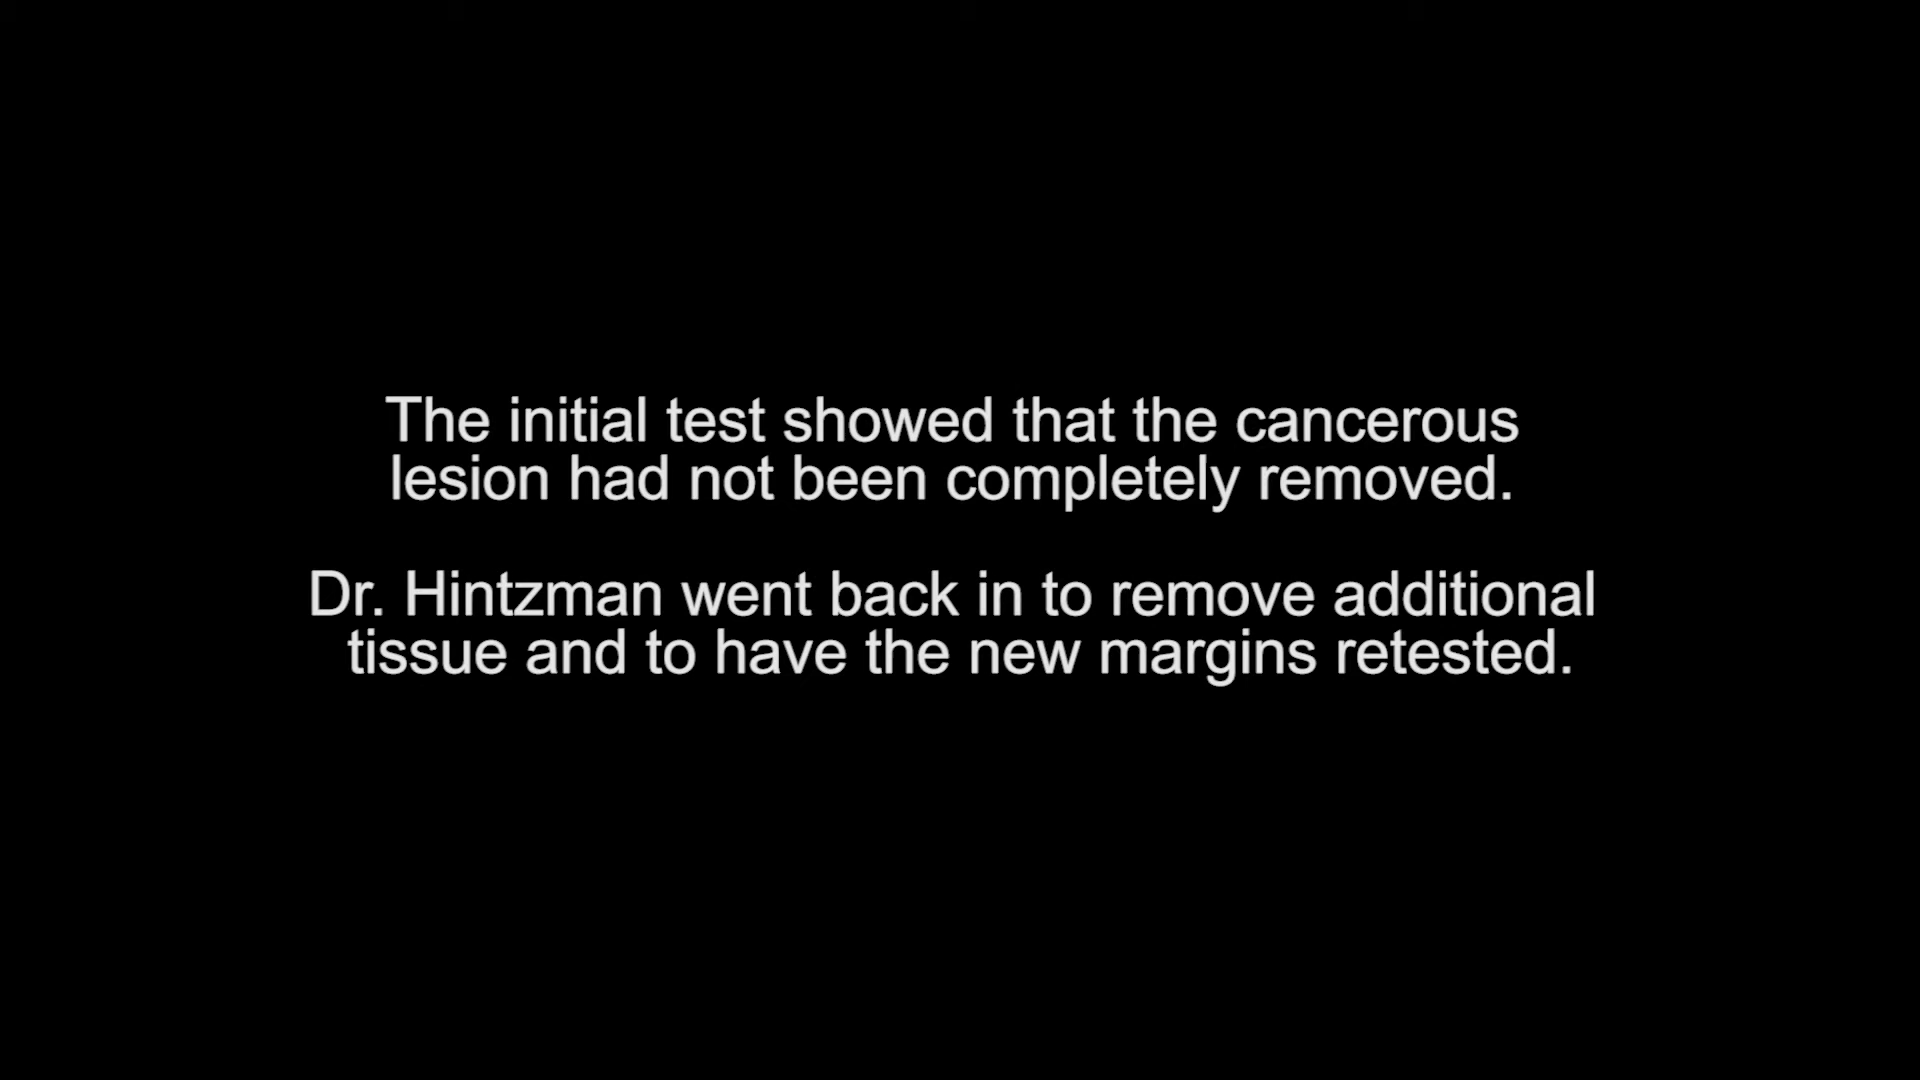 The initial test showed that the cancerous
lesion had not been completely removed.
Dr. Hintzman went back in to remove additional
tissue and to have the new margins retested.